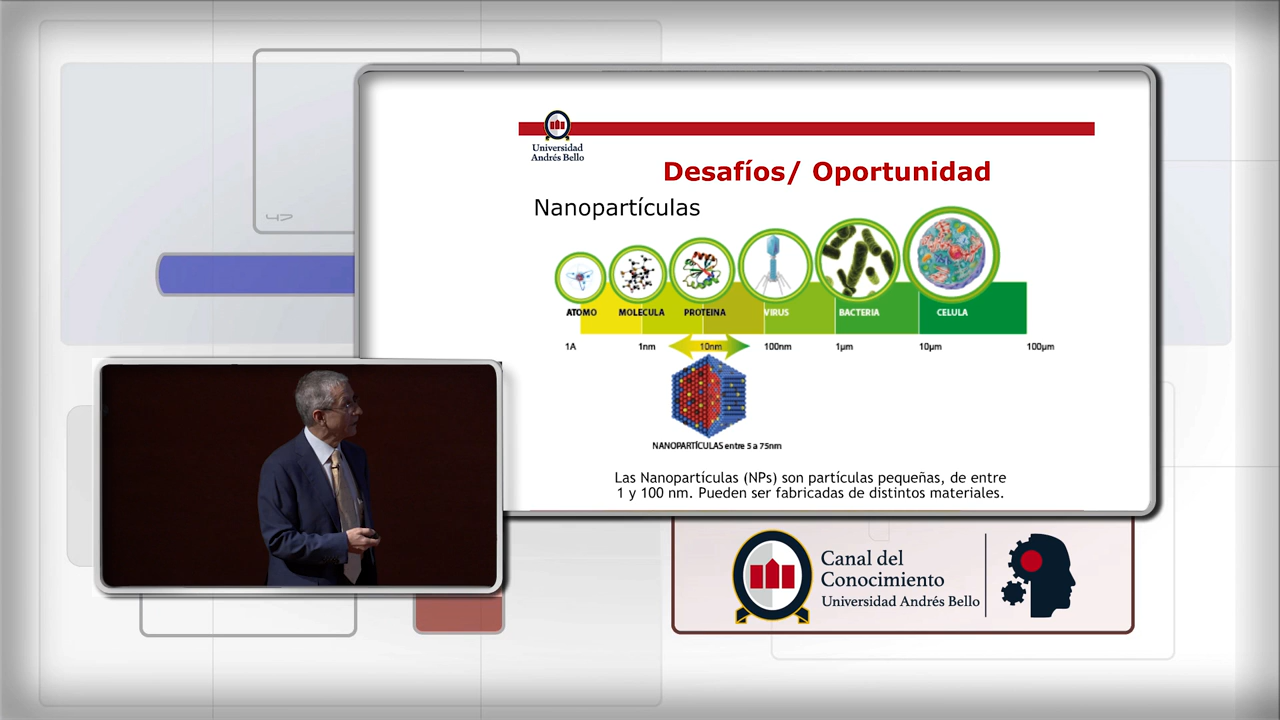 47
Universidad
Andrés Bello
Desafíos/ Oportunidad
Nanopartículas
ATOMO MOLECULA PROTEINA VIRUS BACTERIA CELULA
1A 1nm 10nm 100nm 1µm 10µm 100µm
NANOPARTÍCULAS entre 5 a 75nm
Las Nanopartículas (NPs) son partículas pequeñas, de entre
1 y 100 nm. Pueden ser fabricadas de distintos materiales.
Canal del
Conocimiento
Universidad Andrés Bello